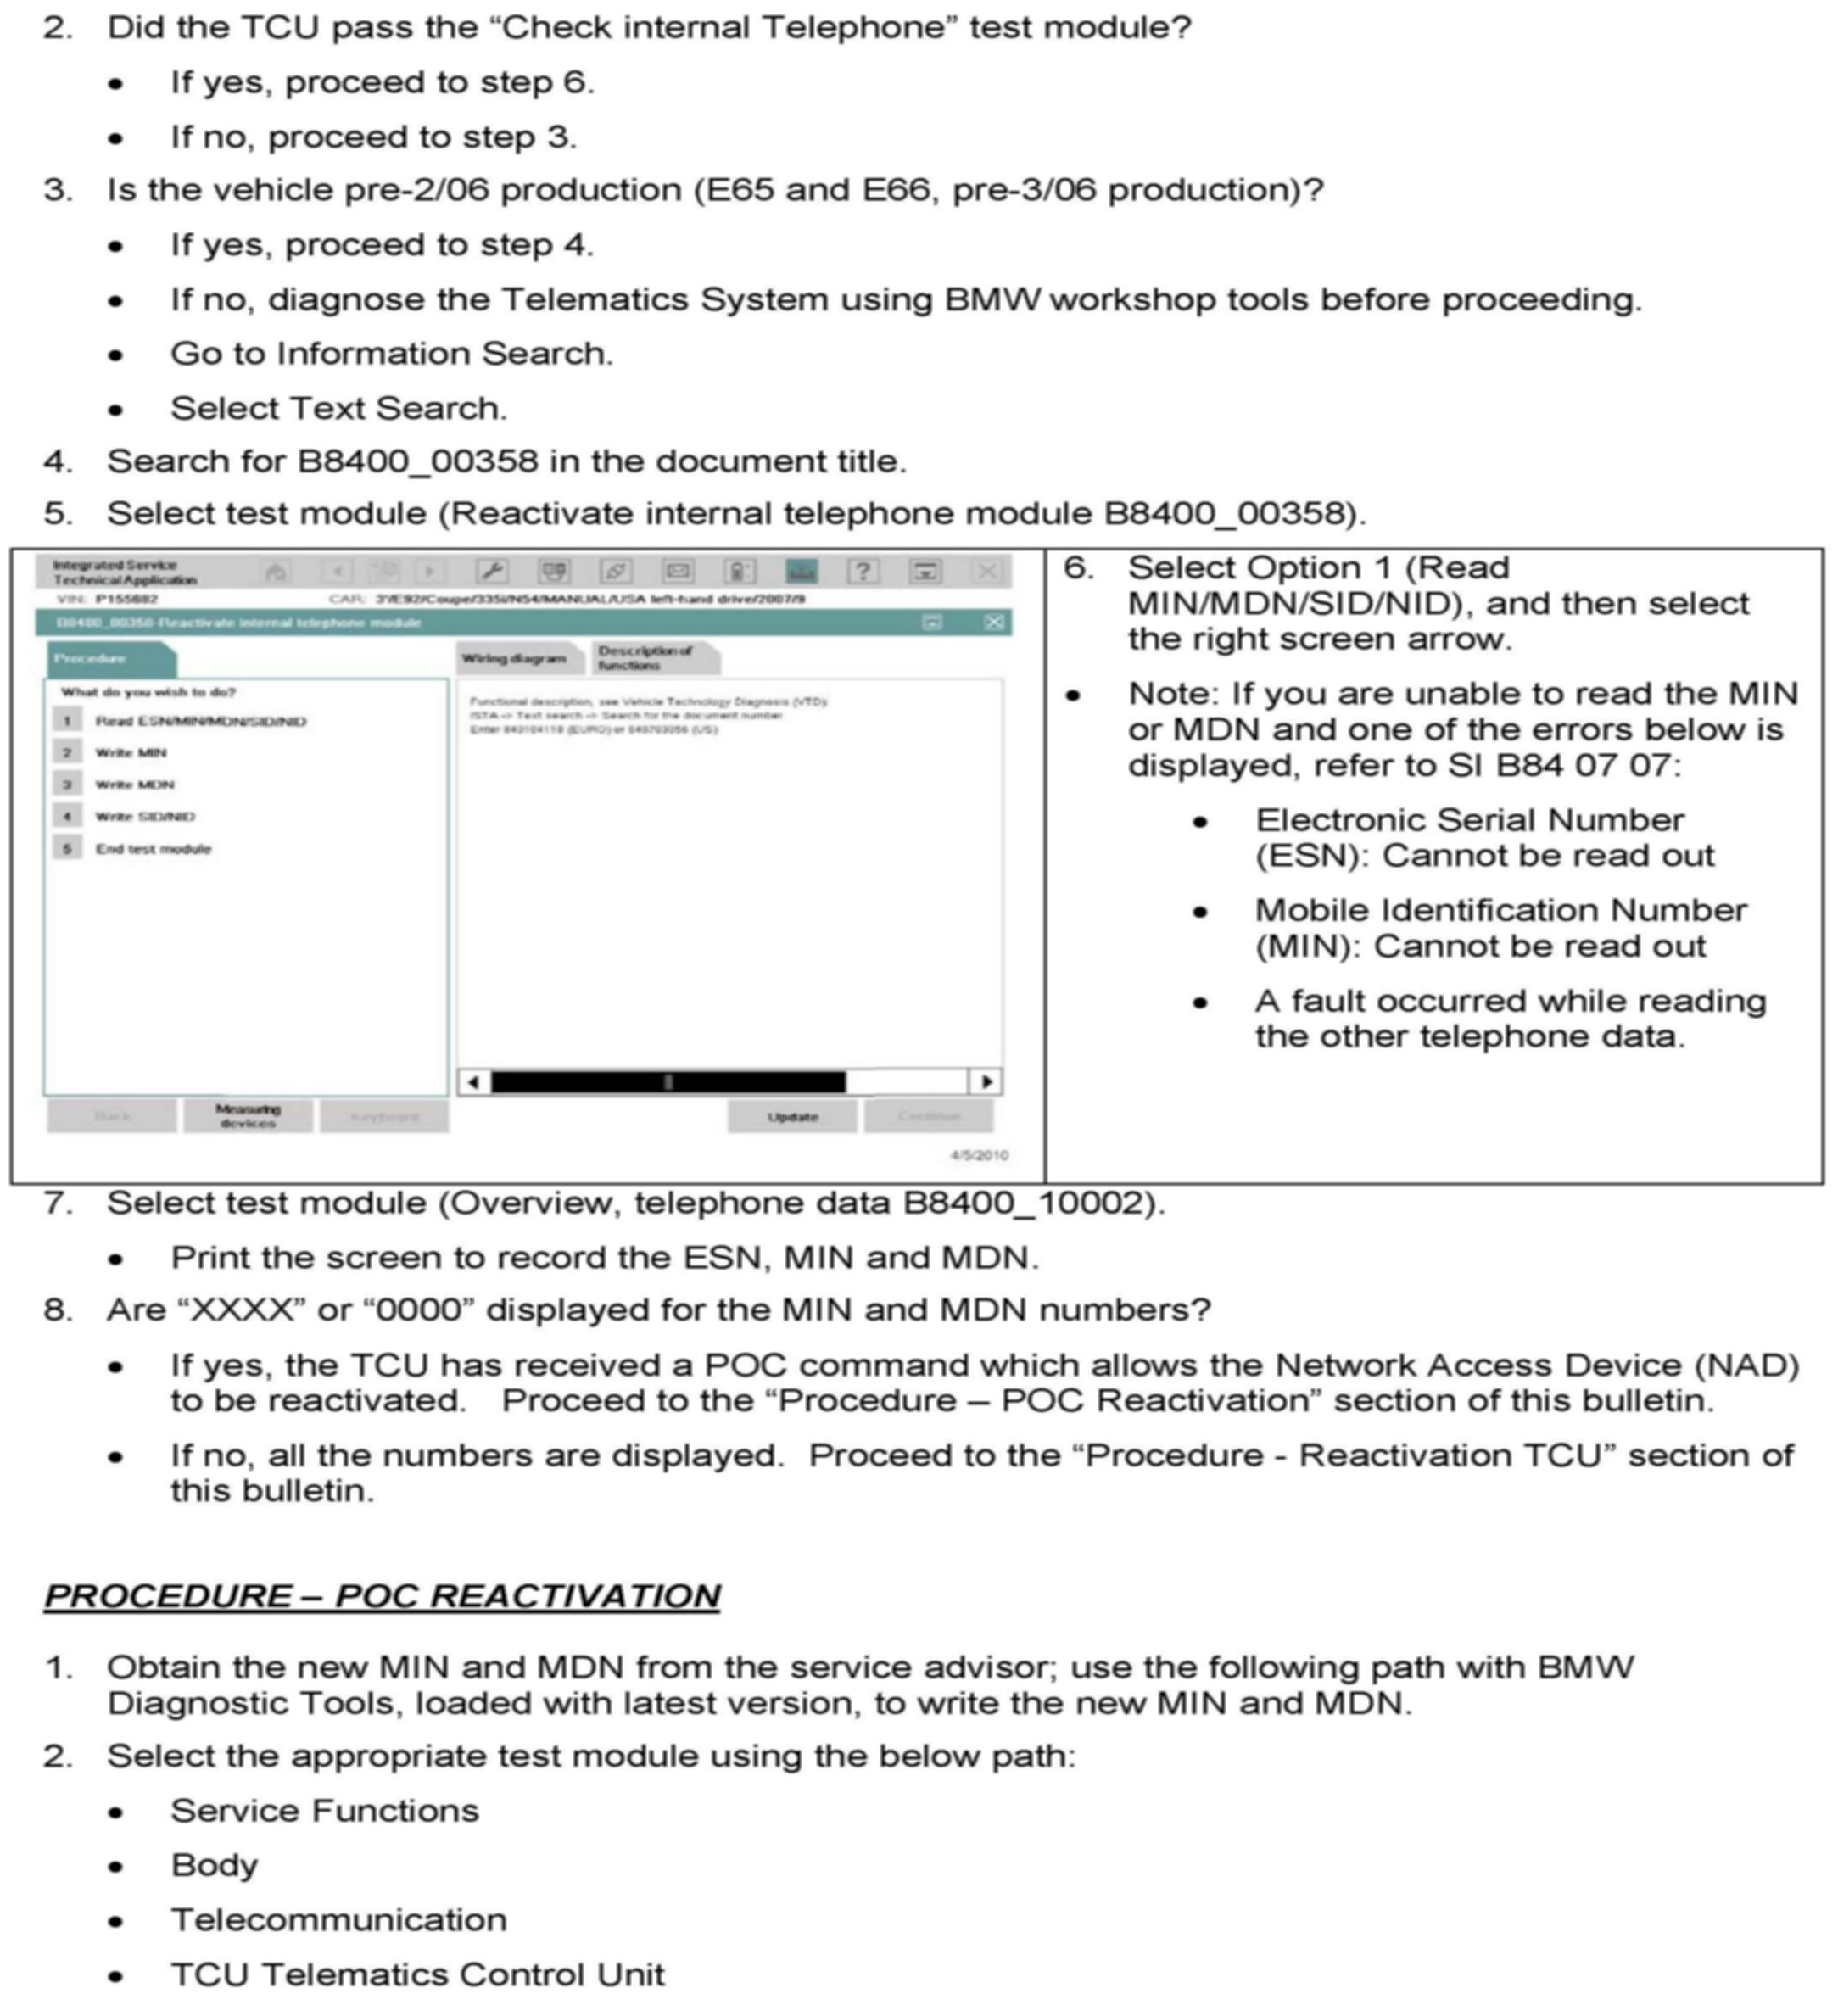 2. Did the TCU pass the “Check internal Telephone” test module?
• If yes, proceed to step 6.
• If no, proceed to step 3.
3. Is the vehicle pre-2/06 production (E65 and E66, pre-3/06 production)?
• If yes, proceed to step 4.
• If no, diagnose the Telematics System using BMW workshop tools before proceeding.
• Go to Information Search.
• Select Text Search.
4. Search for B8400_00358 in the document title.
5. Select test module (Reactivate internal telephone module B8400_00358).
Integrated Service
Technical Application
VIN: P155682 CAR: 3'/E92/Coupe/335i/N54/MANUAL/USA left-hand drive/2007/9
B8400_00358-Reactivate internal telephone module
Procedure
Wiring diagram
Description of
functions
What do you wish to do?
1 Read ESN/MIN/MDN/SID/NID
2 Write MIN
3 Write MDN
4 Write SID/NID
5 End test module
Functional description, see Vehicle Technology Diagnosis (VTD):
ISTA -> Text search -> Search for the document number
Enter 843104118 (EURO) or 848703056 (US)
Back
Measuring
devices
Keyboard
Update
Continue
4/5/2010
6. Select Option 1 (Read
MIN/MDN/SID/NID), and then select
the right screen arrow.
• Note: If you are unable to read the MIN
or MDN and one of the errors below is
displayed, refer to SI B84 07 07:
• Electronic Serial Number
(ESN): Cannot be read out
• Mobile Identification Number
(MIN): Cannot be read out
• A fault occurred while reading
the other telephone data.
7. Select test module (Overview, telephone data B8400_10002).
• Print the screen to record the ESN, MIN and MDN.
8. Are “XXXX” or “0000” displayed for the MIN and MDN numbers?
• If yes, the TCU has received a POC command which allows the Network Access Device (NAD)
to be reactivated. Proceed to the “Procedure – POC Reactivation” section of this bulletin.
• If no, all the numbers are displayed. Proceed to the “Procedure - Reactivation TCU” section of
this bulletin.
PROCEDURE – POC REACTIVATION
1. Obtain the new MIN and MDN from the service advisor; use the following path with BMW
Diagnostic Tools, loaded with latest version, to write the new MIN and MDN.
2. Select the appropriate test module using the below path:
• Service Functions
• Body
• Telecommunication
• TCU Telematics Control Unit